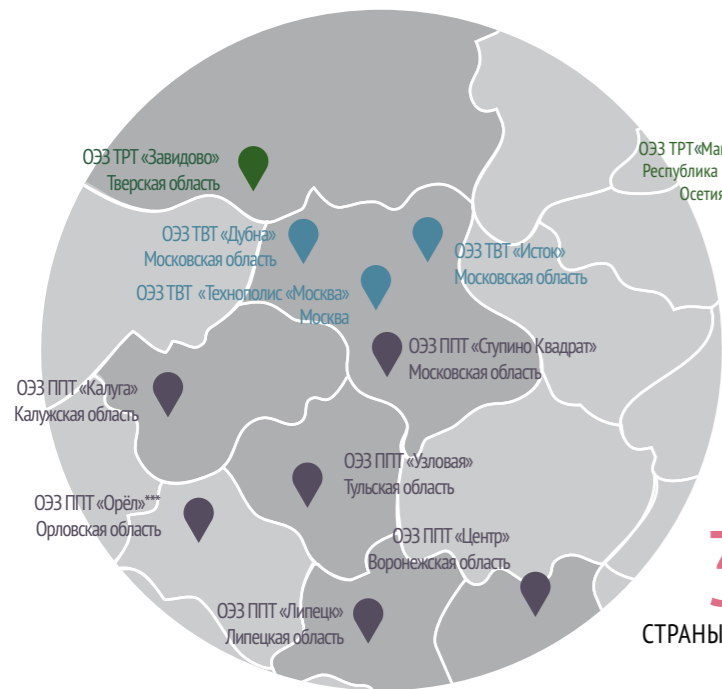 ОЭЗ ТРТ «Завидово»
Тверская область
ОЭЗ ТРТ «
Республика
Осетия
ОЭЗ ТВТ «Дубна»
Московская область
ОЭЗ ТВТ «Исток»
Московская область
ОЭЗ ТВТ «Технополис «Москва»
Москва
ОЭЗ ППТ «Ступино Квадрат»
Московская область
ОЭЗ ППТ «Калуга»
Калужская область
ОЭЗ ППТ «Узловая»
Тульская область
ОЭЗ ППТ «Орёл»***
Орловская область
ОЭЗ ППТ «Центр»
Воронежская область
ОЭЗ ППТ «Липецк»
Липецкая область
СТРАНЫ